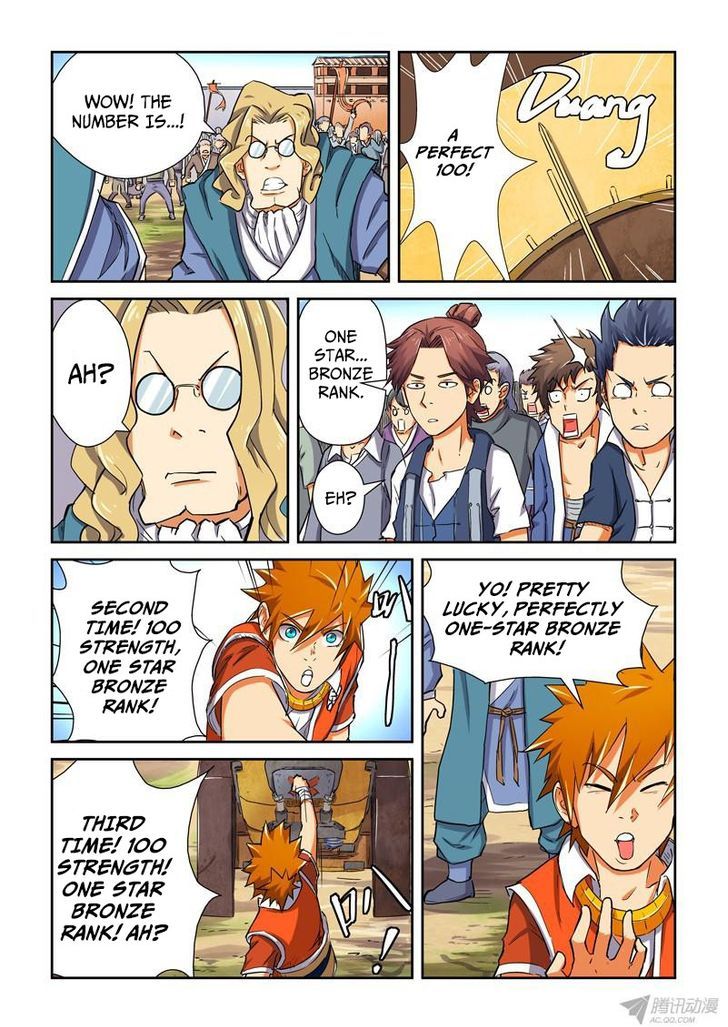 WOW! THE
NUMBER IS...!
Duang
A
PERFECT
100!
AH?
ONE
STAR...
BRONZE
RANK.
EH?
SECOND
TIME! 100
STRENGTH,
ONE STAR
BRONZE
RANK!
YO! PRETTY
LUCKY, PERFECTLY
ONE-STAR BRONZE
RANK!
THIRD
TIME! 100
STRENGTH!
ONE STAR
BRONZE
RANK! AH?
腾讯动漫
AC.QQ.COM